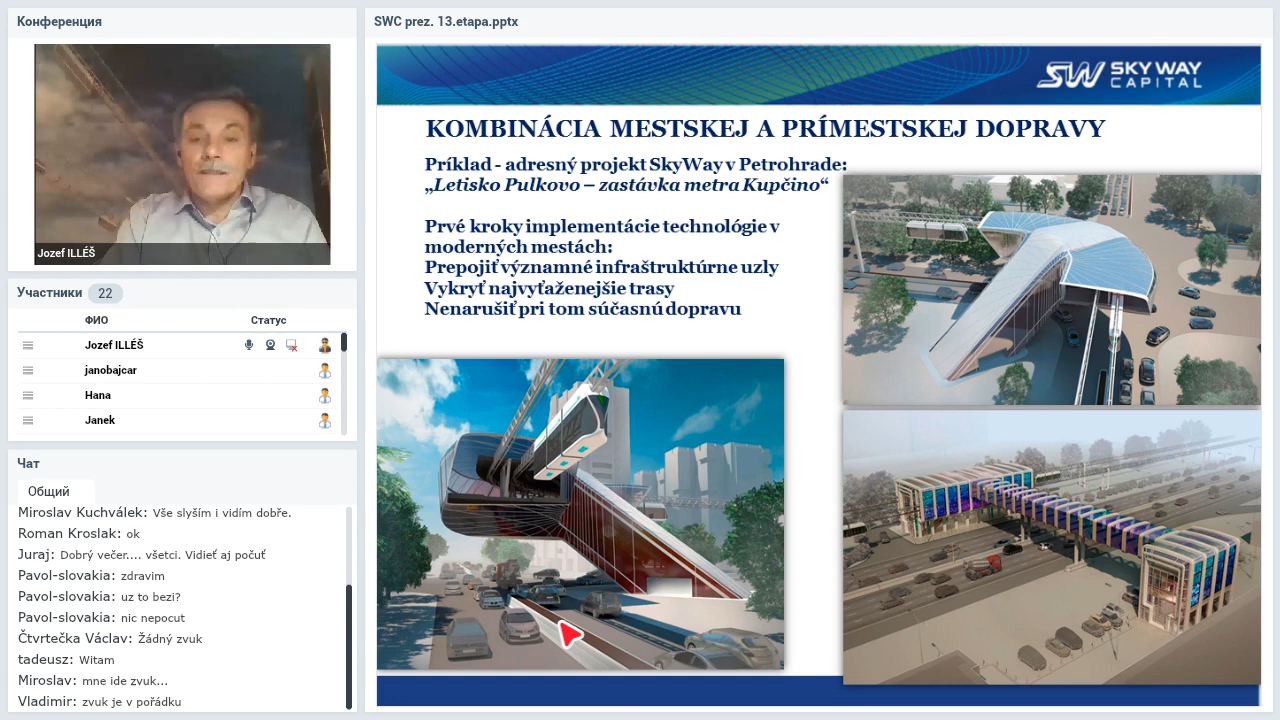 Конференция
Jozef ILLÉŠ
Участники 22
ФИО Статус
Jozef ILLÉŠ
janobajcar
Hana
Janek
Чат
Общий
Miroslav Kuchválek: Vše slyším i vidím dobře.
Roman Kroslak: ok
Juraj: Dobrý večer.... všetci. Vidieť aj počuť
Pavol-slovakia: zdravim
Pavol-slovakia: uz to bezi?
Pavol-slovakia: nic nepocut
Čtvrtečka Václav: Žádný zvuk
tadeusz: Witam
Miroslav: mne ide zvuk...
Vladimir: zvuk je v pořádku
SWC prez. 13.etapa.pptx
SW SKY WAY
CAPITAL
KOMBINÁCIA MESTSKEJ A PRÍMESTSKEJ DOPRAVY
Príklad - adresný projekt SkyWay v Petrohrade:
„Letisko Pulkovo – zastávka metra Kupčino“
Prvé kroky implementácie technológie v
moderných mestách:
Prepojiť významné infraštruktúrne uzly
Vykryť najvyťaženejšie trasy
Nenarušiť pri tom súčasnú dopravu